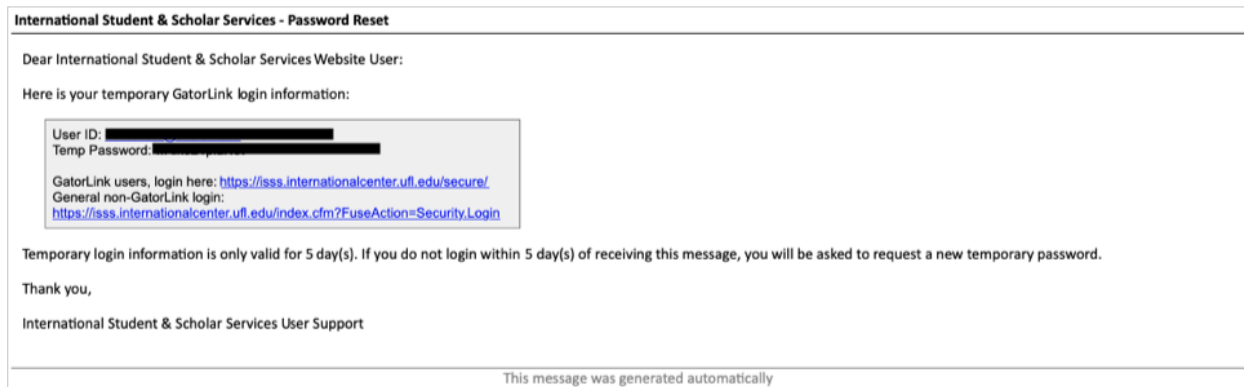 International Student & Scholar Services - Password Reset
Dear International Student & Scholar Services Website User:
Here is your temporary GatorLink login information:
User ID:
Temp Password:
GatorLink users, login here: https://isss.internationalcenter.ufl.edu/secure/
General non-GatorLink login:
https://isss.internationalcenter.ufl.edu/index.cfm?FuseAction=Security.Login
Temporary login information is only valid for 5 day(s). If you do not login within 5 day(s) of receiving this message, you will be asked to request a new temporary password.
Thank you,
International Student & Scholar Services User Support
This message was generated automatically